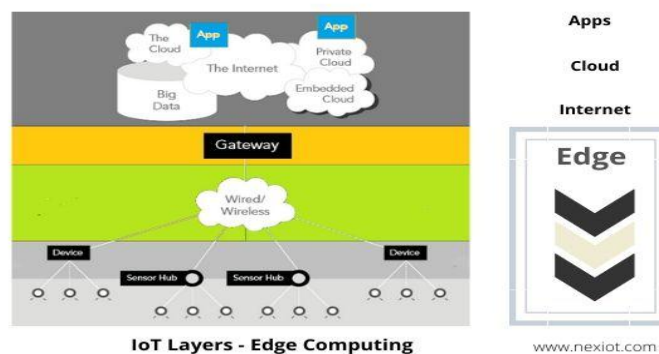 App
App
The
Cloud
Private
Cloud
The Internet
Big
Data
Embedded
Cloud
Gateway
Wired/
Wireless
Device
Sensor Hub
Sensor Hub
Device
IoT Layers - Edge Computing
Apps
Cloud
Internet
Edge
www.nexiot.com